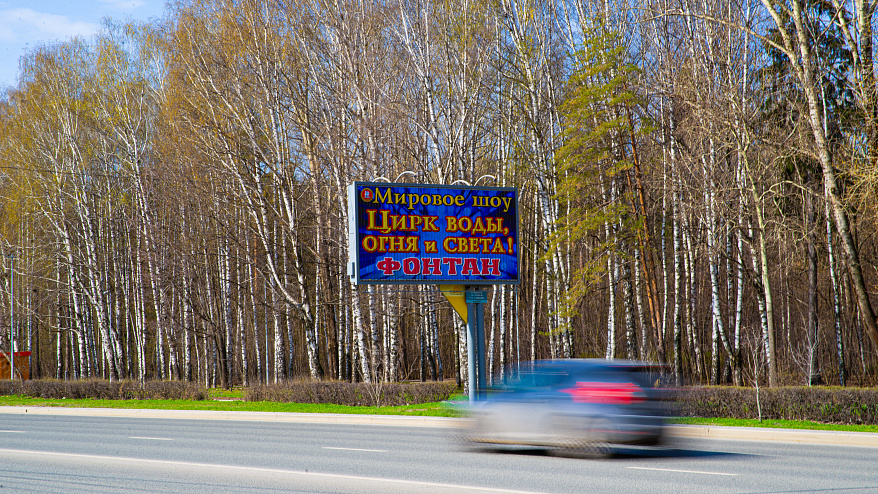 Мировое шоу
Цирк воды,
огня и света!
ФОНТАН